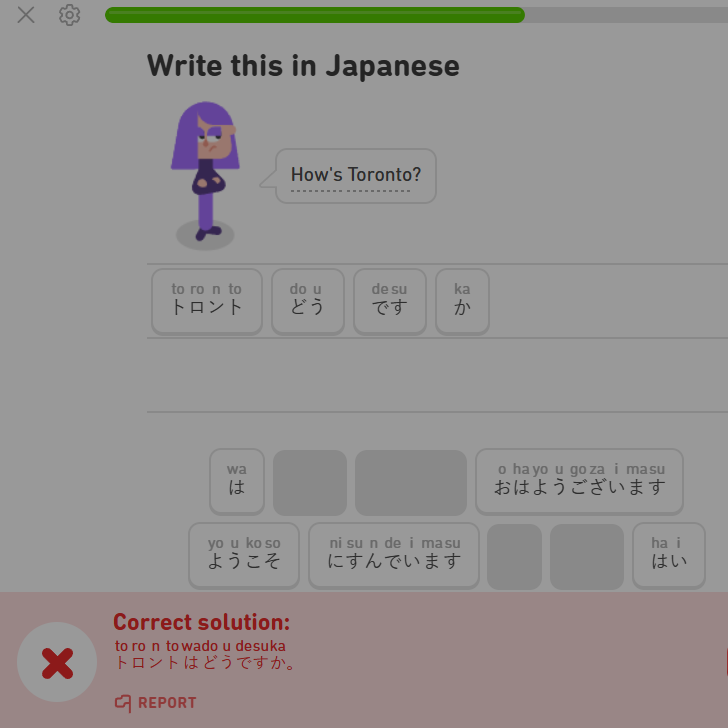 Write this in Japanese
How's Toronto?
to ro n to do u de su ka
トロント どう です か
wa o ha yo u go za i ma su
は おはようございます
yo u ko so ni su n de i ma su ha i
ようこそ にすんでいます はい
Correct solution:
to ro n to wa do u de su ka
トロントはどうですか。
REPORT